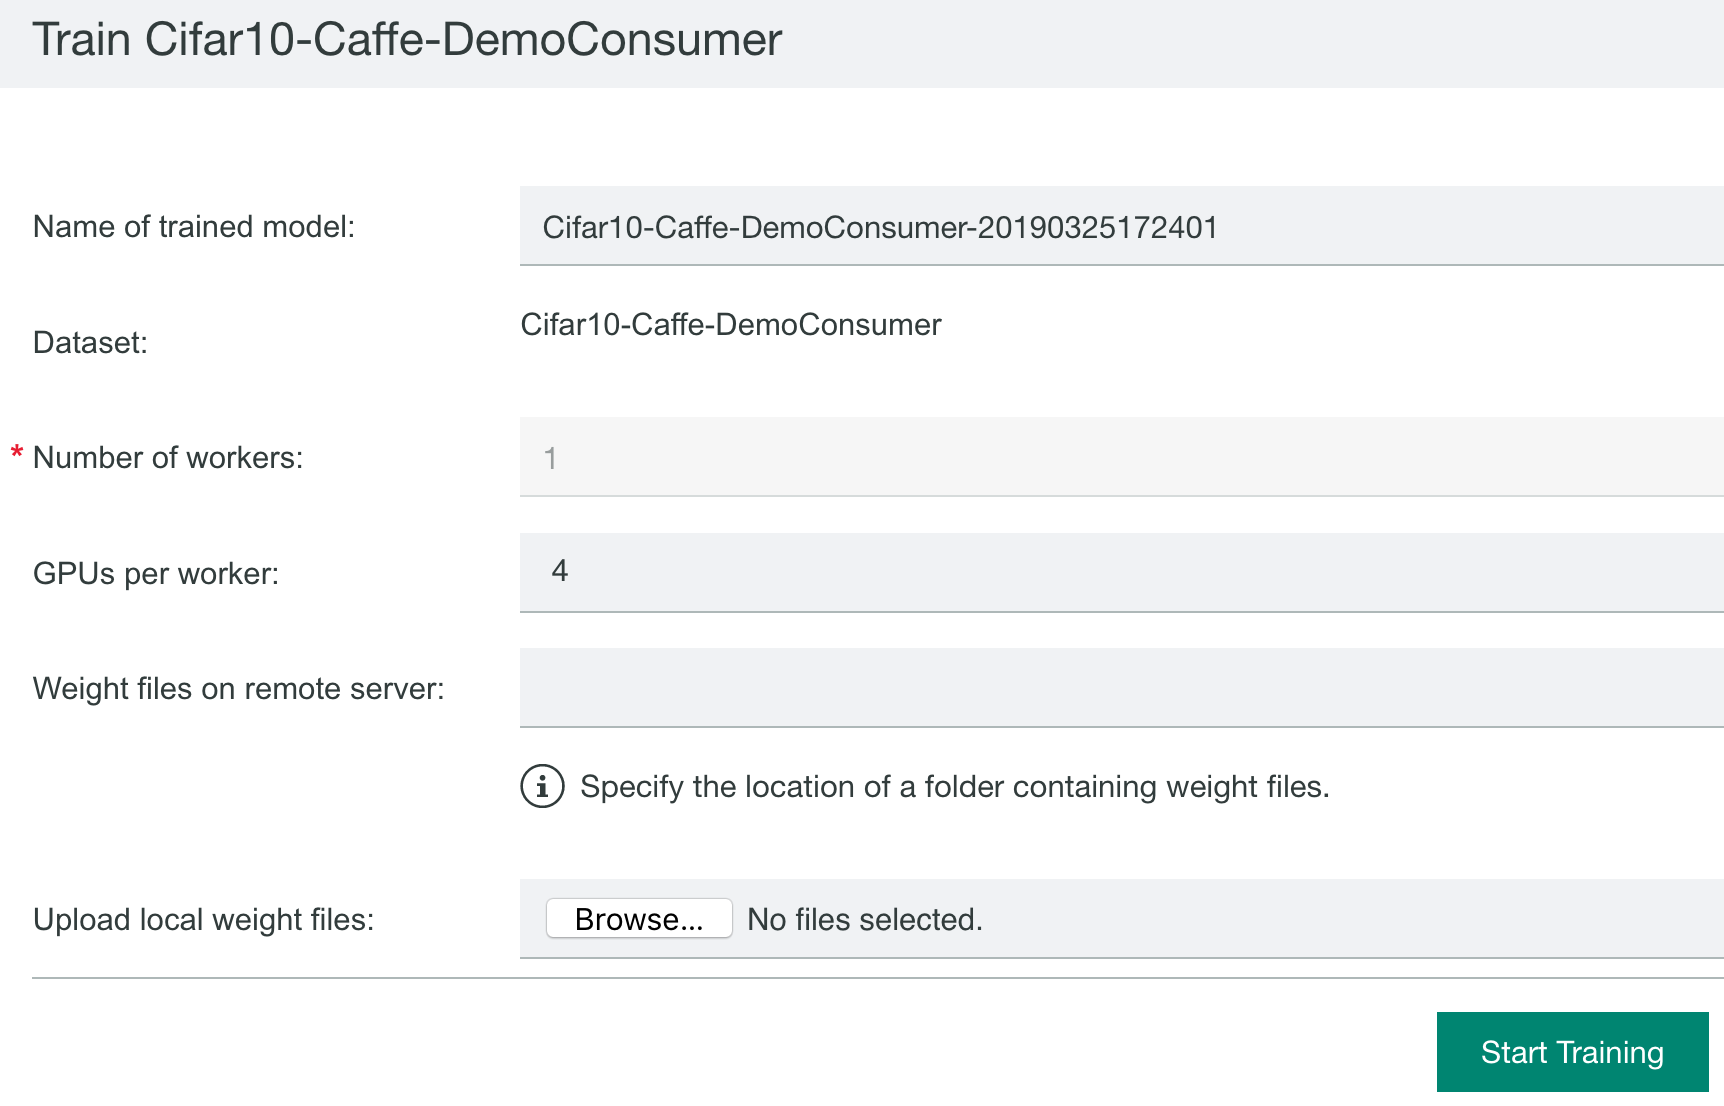 Train Cifar10-Caffe-DemoConsumer
Name of trained model: Cifar10-Caffe-DemoConsumer-20190325172401
Dataset: Cifar10-Caffe-DemoConsumer
* Number of workers: 1
GPUs per worker: 4
Weight files on remote server:
Specify the location of a folder containing weight files.
Upload local weight files: Browse... No files selected.
Start Training